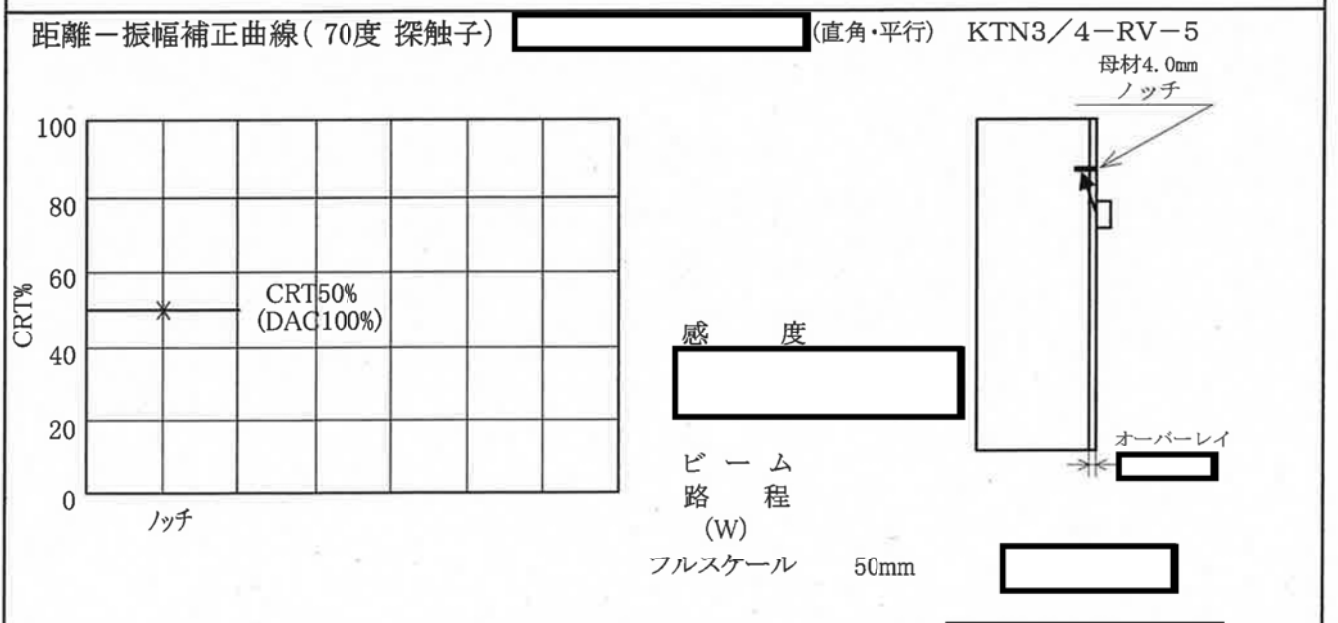 距離－振幅補正曲線( 70度 探触子)
(直角・平行) KTN3／4－RV－5
母材4.0mm
ノッチ
100
80
60
40
20
0
CRT%
CRT50%
(DAC100%)
ノッチ
感 度
ビ ー ム
路 程
(W)
フルスケール 50mm
オーバーレイ